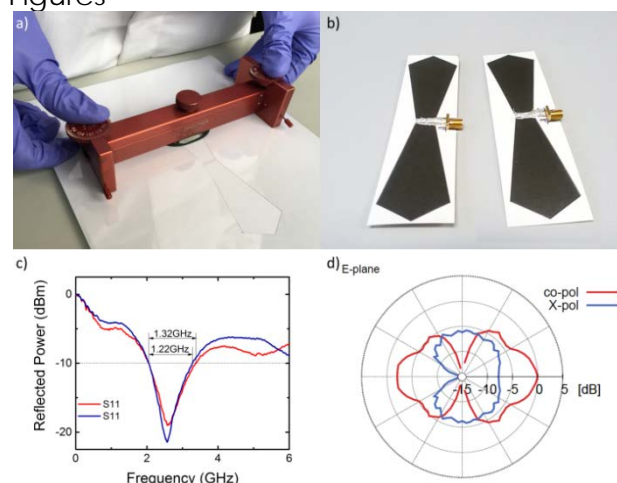 Figures
a)
b)
c)
Reflected Power (dBm)
0
-10
-20
1.32GHz
1.22GHz
S11
S11
0
2
4
6
Frequency (GHz)
d)
E-plane
co-pol
X-pol
-15
-10
-5
0
5
[dB]